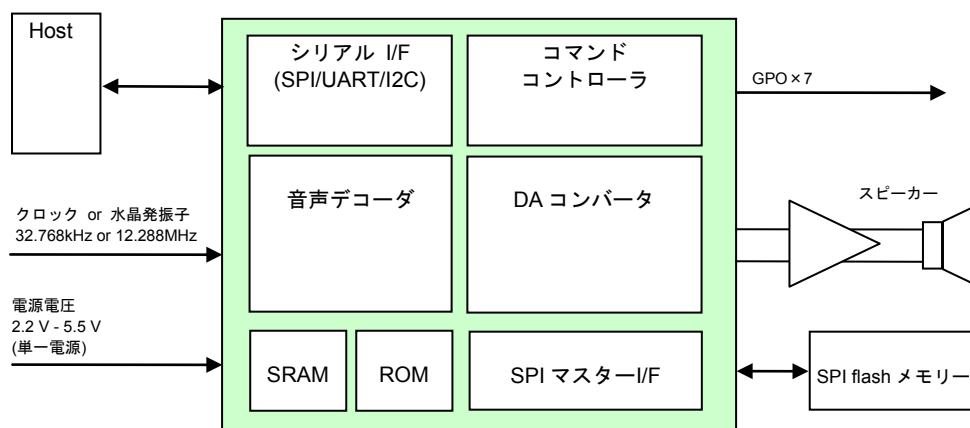 Host
シリアル I/F
(SPI/UART/I2C)
コマンド
コントローラ
GPO×7
音声デコーダ
DA コンバータ
スピーカー
クロック or 水晶発振子
32.768kHz or 12.288MHz
電源電圧
2.2 V - 5.5 V
(単一電源)
SRAM
ROM
SPI マスターI/F
SPI flash メモリー